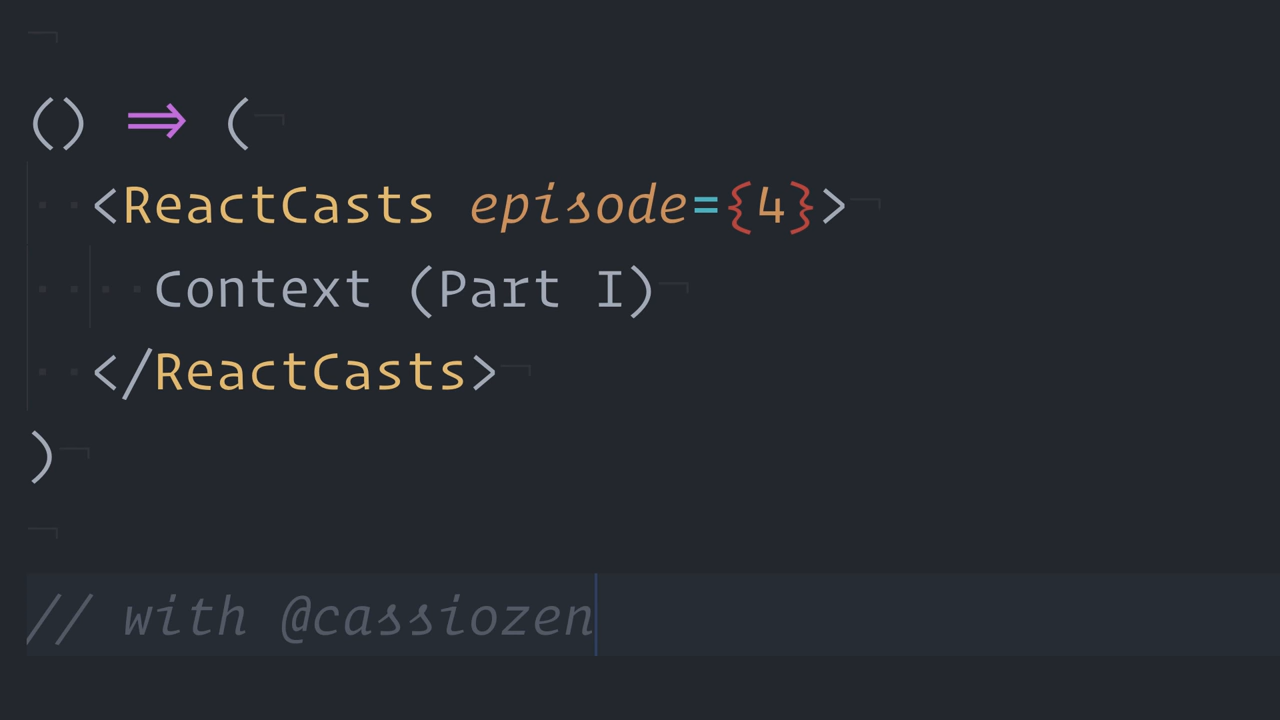 () => (
<ReactCasts episode={4}>
Context (Part I)
</ReactCasts>
)
// with @cassiozen